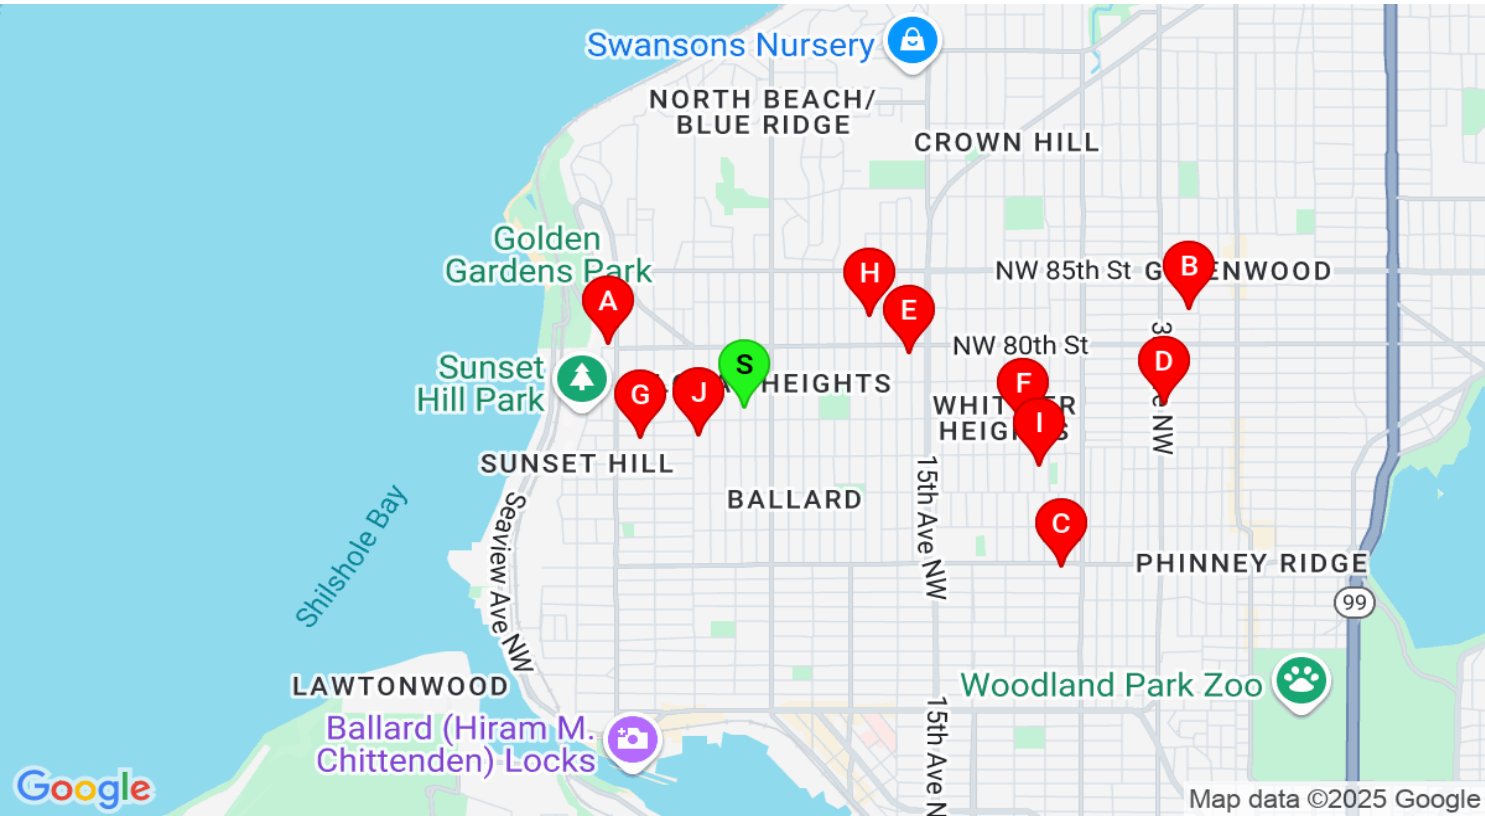 Swansons Nursery
NORTH BEACH/
BLUE RIDGE
CROWN HILL
Golden
Gardens Park
NW 85th St
B
H
A
E
NW 80th St
S
D
Sunset
Hill Park
G
J
HEIGHTS
F
I
NW
SUNSET HILL
BALLARD
15th Ave NW
C
PHINNEY RIDGE
Seaview Ave NW
Shilshole Bay
99
LAWTONWOOD
Woodland Park Zoo
15th Ave N
Ballard (Hiram M.
Chittenden) Locks
Google
Map data ©2025 Google